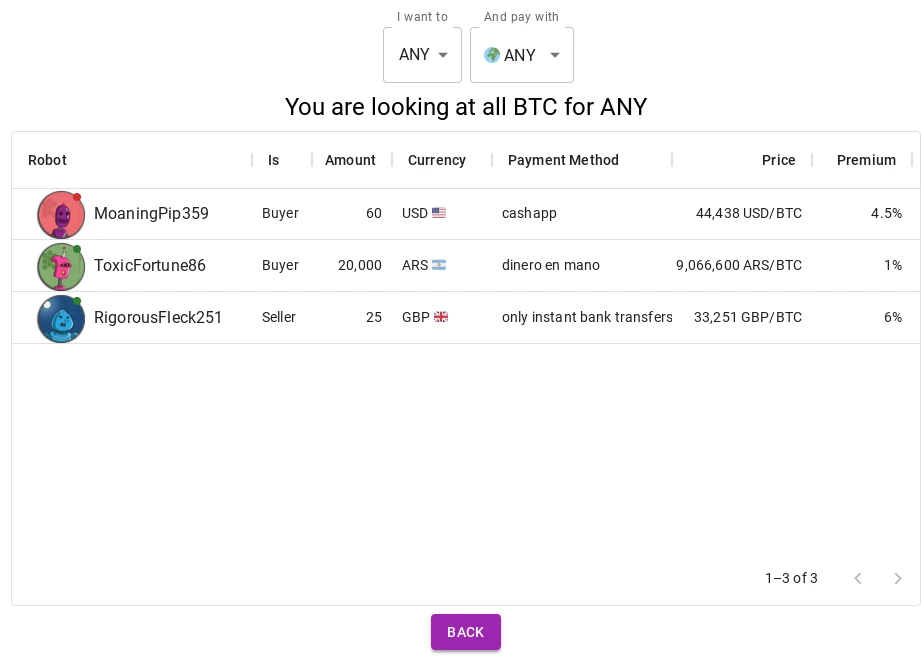 I want to And pay with
ANY ANY
You are looking at all BTC for ANY
Robot Is Amount Currency Payment Method Price Premium
MoaningPip359 Buyer 60 USD cashapp 44,438 USD/BTC 4.5%
ToxicFortune86 Buyer 20,000 ARS dinero en mano 9,066,600 ARS/BTC 1%
RigorousFleck251 Seller 25 GBP only instant bank transfers 33,251 GBP/BTC 6%
1–3 of 3
BACK